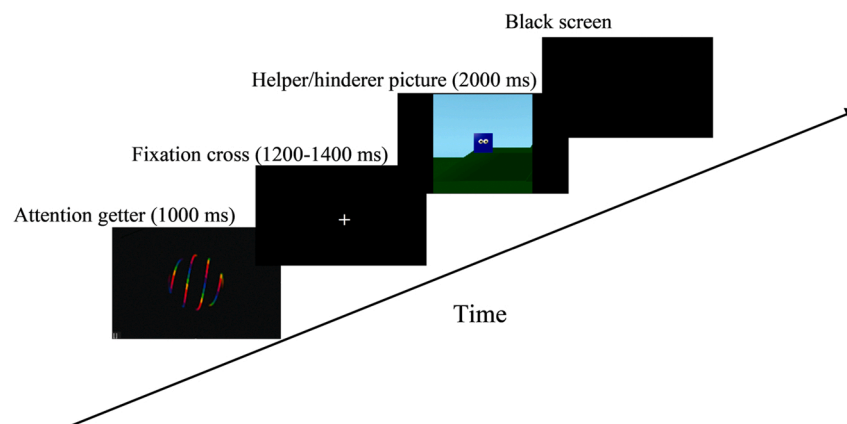 Black screen
Helper/hinderer picture (2000 ms)
Fixation cross (1200-1400 ms)
Attention getter (1000 ms)
Time